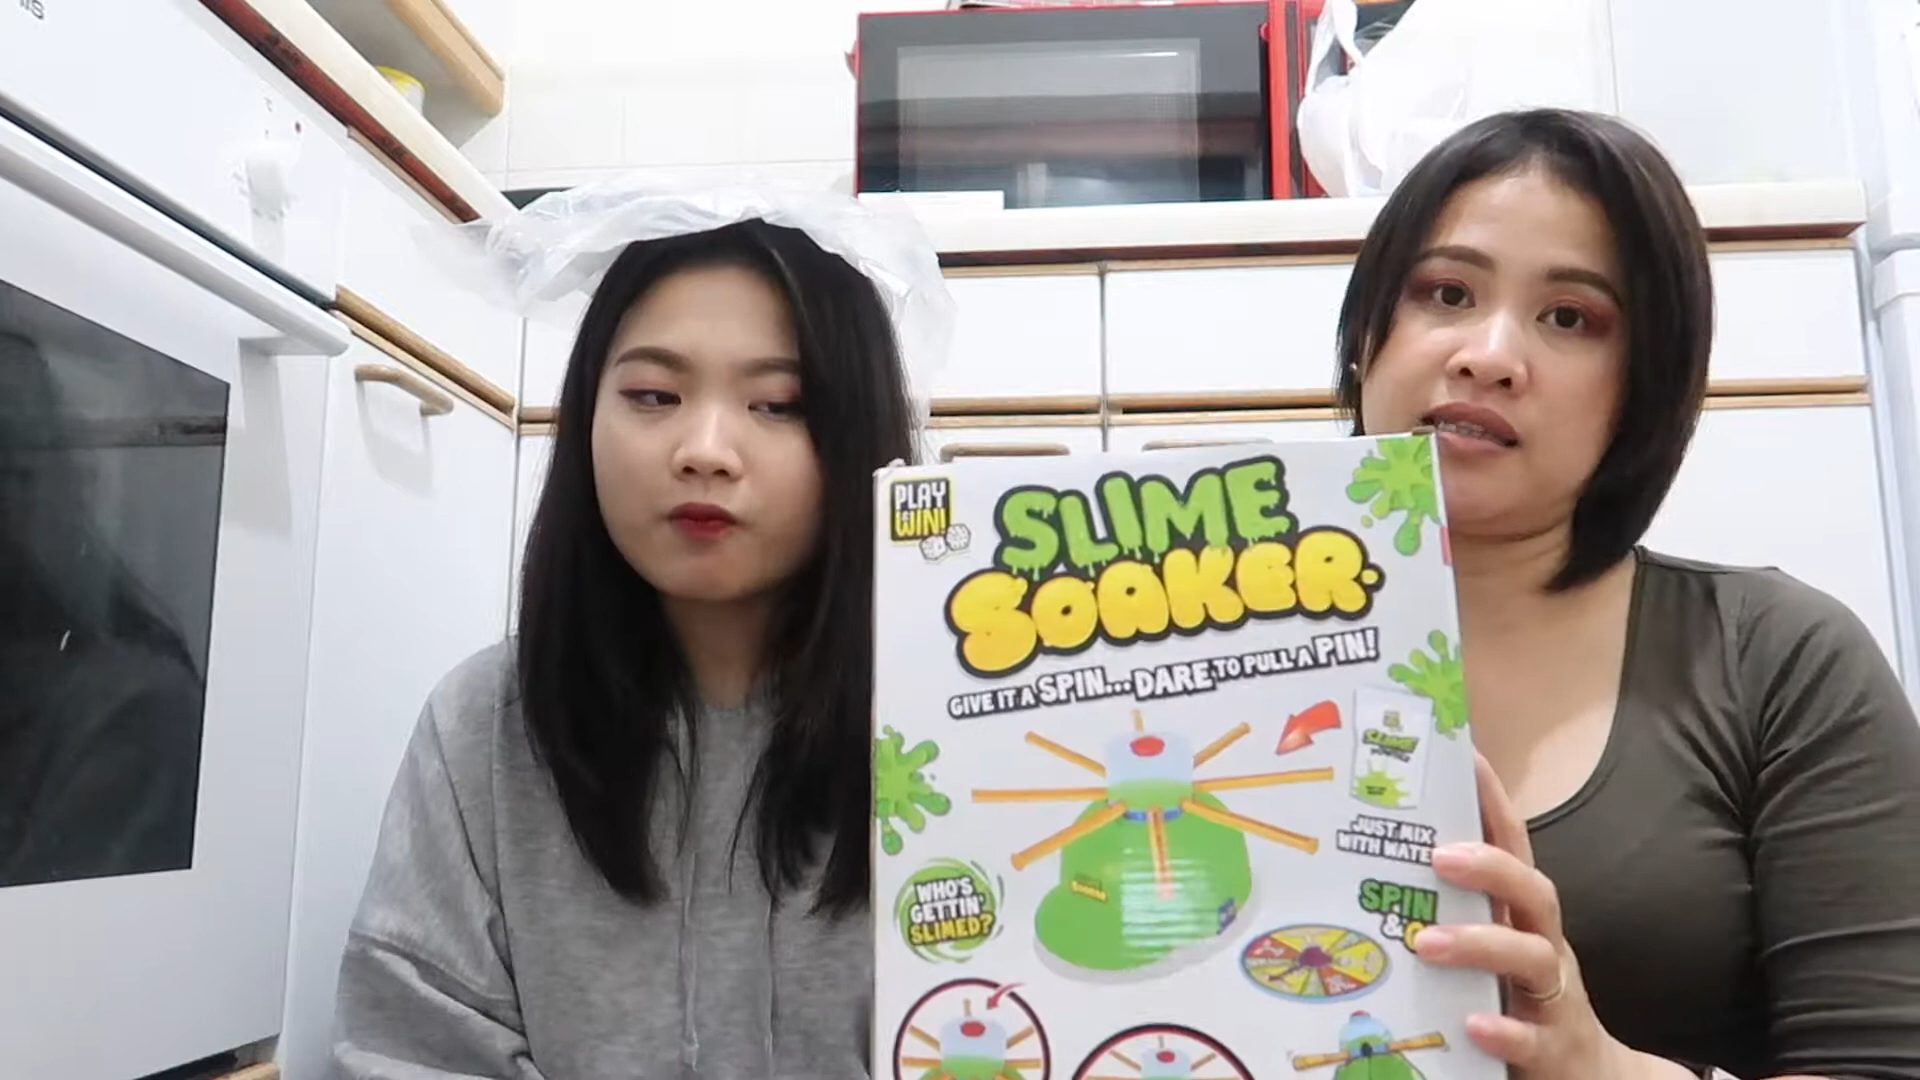 PLAY
& WIN!
SLIME
SOAKER
GIVE IT A SPIN... DARE TO PULL A PIN!
SLIME
JUST MIX
WITH WATE
SPIN
&
WHO'S
GETTIN'
SLIMED?